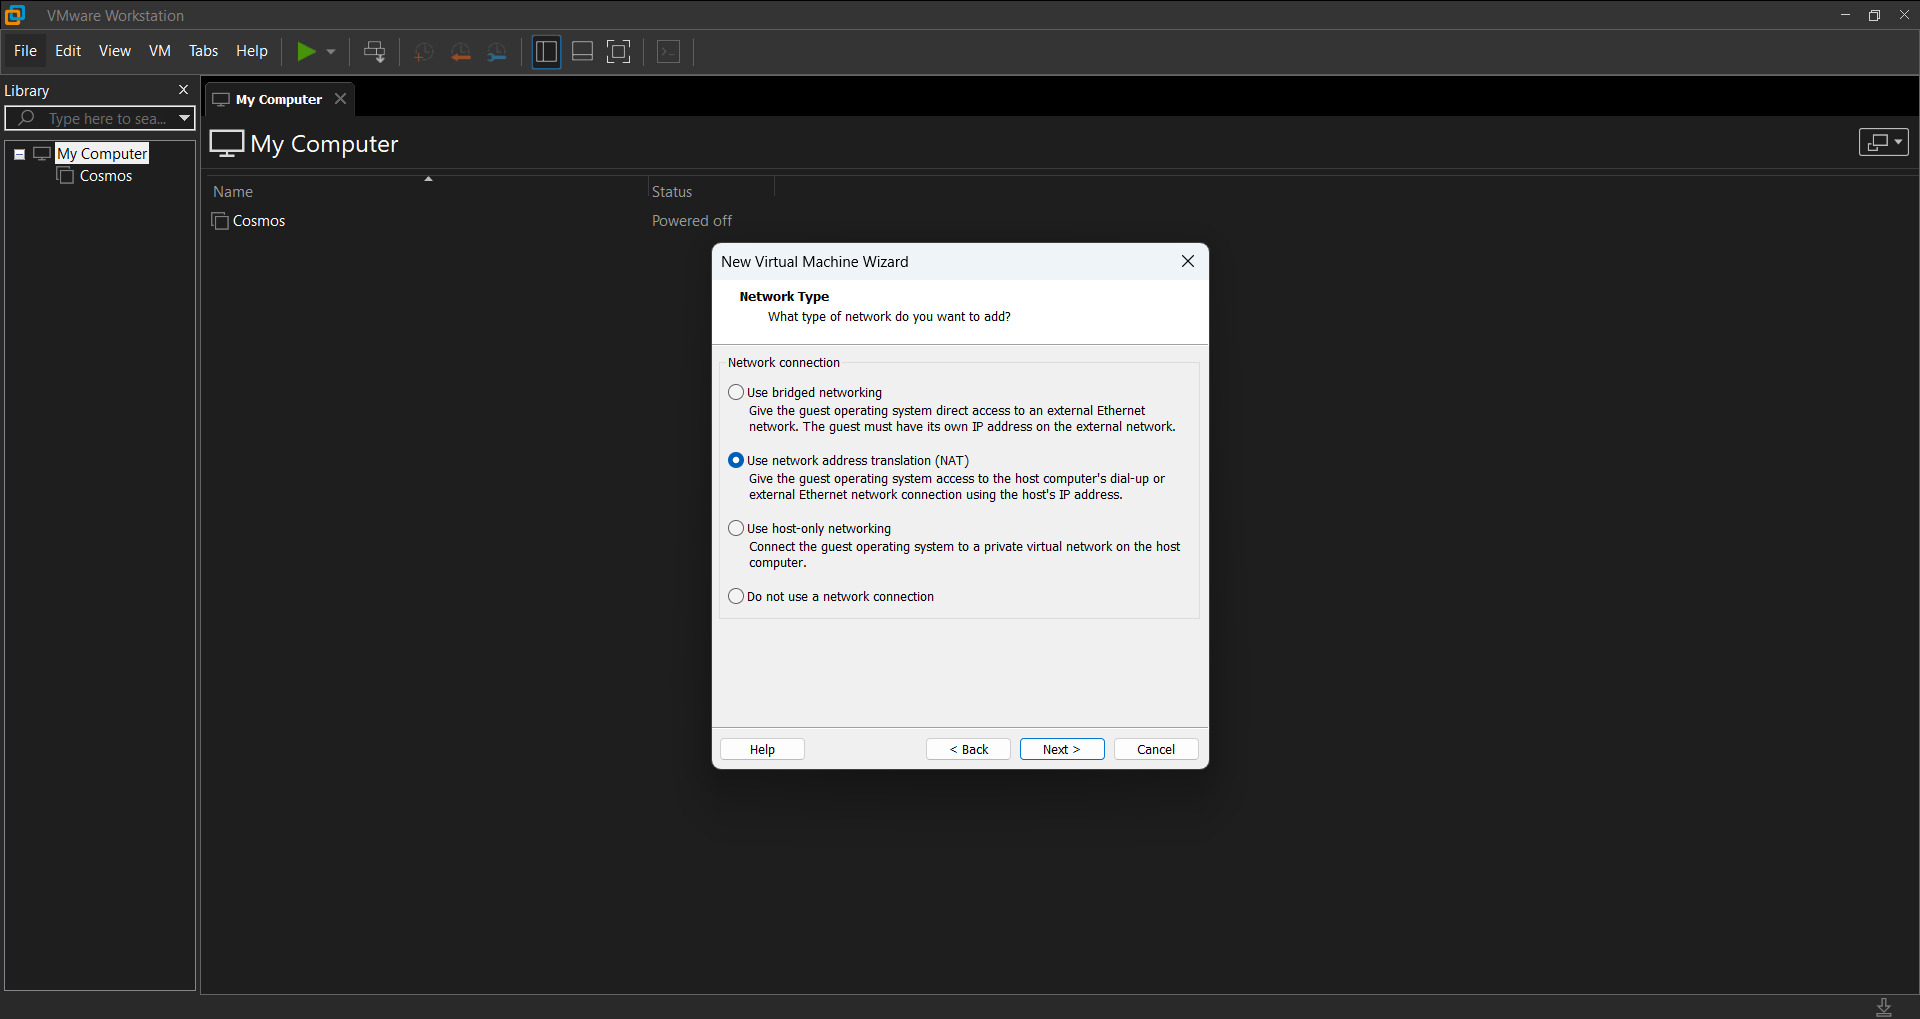 VMware Workstation
File Edit View VM Tabs Help
Library
Type here to sea...
My Computer
Cosmos
My Computer
My Computer
Name Status
Cosmos Powered off
New Virtual Machine Wizard
Network Type
What type of network do you want to add?
Network connection
Use bridged networking
Give the guest operating system direct access to an external Ethernet
network. The guest must have its own IP address on the external network.
Use network address translation (NAT)
Give the guest operating system access to the host computer's dial-up or
external Ethernet network connection using the host's IP address.
Use host-only networking
Connect the guest operating system to a private virtual network on the host
computer.
Do not use a network connection
Help < Back Next > Cancel